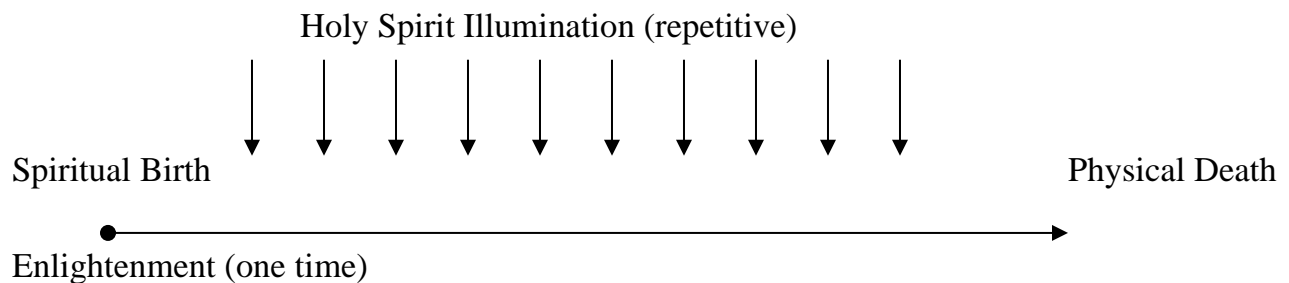 Holy Spirit Illumination (repetitive)
Spiritual Birth
Physical Death
Enlightenment (one time)